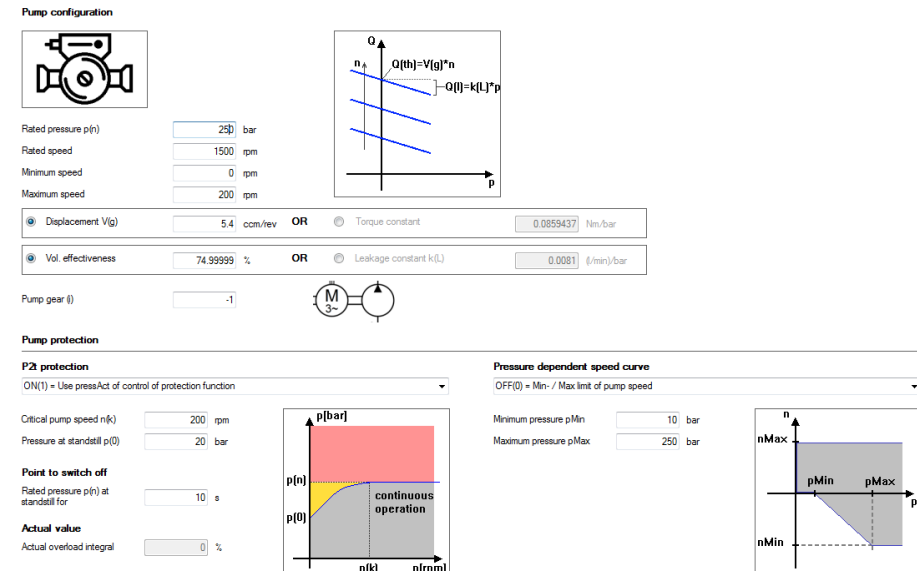 Pump configuration
Q
n
Q(th)=V(g)*n
Q(l)=k(L)*p
p
Rated pressure p(n) 250 bar
Rated speed 1500 rpm
Minimum speed 0 rpm
Maximum speed 200 rpm
Displacement V(g) 5.4 ccm/rev OR Torque constant 0.0859437 Nm/bar
Vol. effectiveness 74.99999 % OR Leakage constant k(L) 0.0081 (l/min)/bar
Pump gear (i) -1
M
3~
Pump protection
P2t protection
ON(1) = Use pressAct of control of protection function
Critical pump speed n(k) 200 rpm
Pressure at standstill p(0) 20 bar
Point to switch off
Rated pressure p(n) at
standstill for 10 s
Actual value
Actual overload integral 0 %
p[bar]
p(n)
continuous
operation
p(0)
n(k) n[rpm]
Pressure dependent speed curve
OFF(0) = Min- / Max limit of pump speed
Minimum pressure pMin 10 bar
Maximum pressure pMax 250 bar
n
nMax
pMin pMax
p
nMin